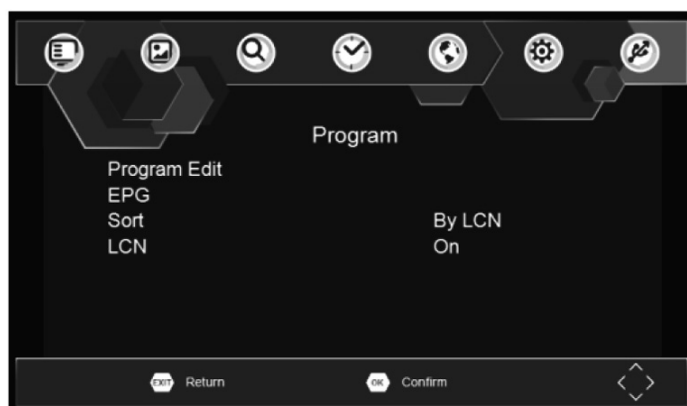 Program
Program Edit
EPG
Sort By LCN
LCN On
EXIT Return OK Confirm